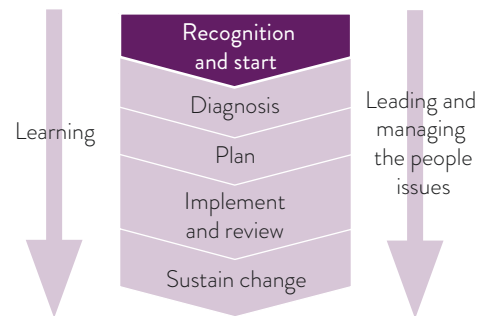 Recognition
and start
Diagnosis
Plan
Implement
and review
Sustain change
Learning
Leading and
managing
the people
issues